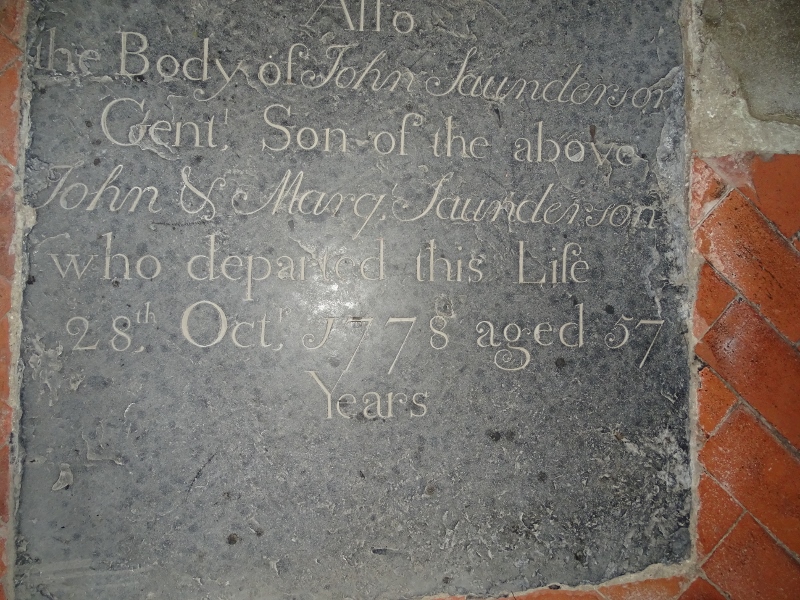 Alſo
the Body of John Saunderson
Gent. Son of the above
John & Marg. Saunderson
who departed this Life
28th, Octr. 1778 aged 57
Years